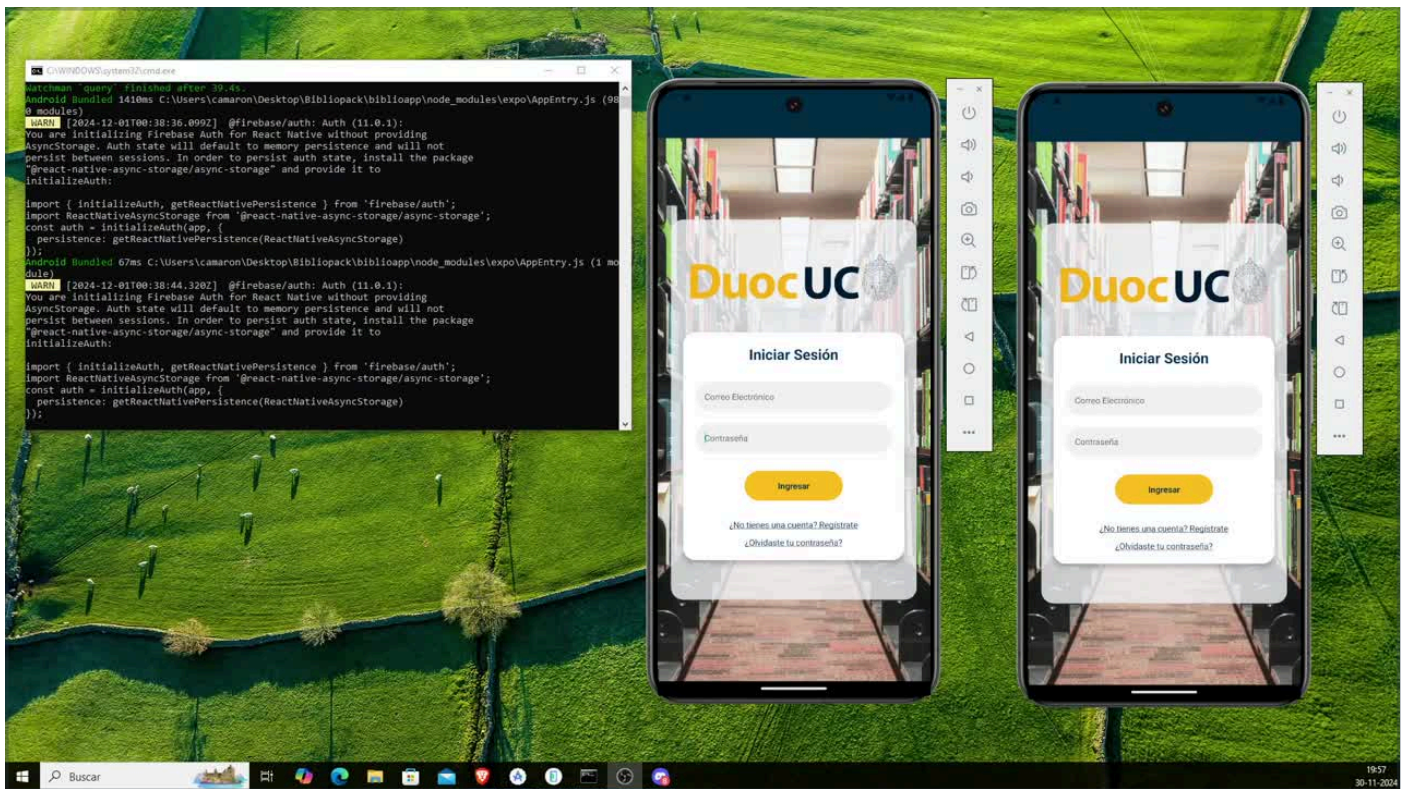 C:\WINDOWS\system32\cmd.exe
Watchman `query` finished after 39.4s.
Android Bundled 1410ms C:\Users\camaron\Desktop\Bibliopack\biblioapp\node_modules\expo\AppEntry.js (98
0 modules)
WARN [2024-12-01T00:38:36.099Z] @firebase/auth: Auth (11.0.1):
You are initializing Firebase Auth for React Native without providing
AsyncStorage. Auth state will default to memory persistence and will not
persist between sessions. In order to persist auth state, install the package
"@react-native-async-storage/async-storage" and provide it to
initializeAuth:
import { initializeAuth, getReactNativePersistence } from 'firebase/auth';
import ReactNativeAsyncStorage from '@react-native-async-storage/async-storage';
const auth = initializeAuth(app, {
persistence: getReactNativePersistence(ReactNativeAsyncStorage)
});
Android Bundled 67ms C:\Users\camaron\Desktop\Bibliopack\biblioapp\node_modules\expo\AppEntry.js (1 mo
dule)
WARN [2024-12-01T00:38:44.320Z] @firebase/auth: Auth (11.0.1):
You are initializing Firebase Auth for React Native without providing
AsyncStorage. Auth state will default to memory persistence and will not
persist between sessions. In order to persist auth state, install the package
"@react-native-async-storage/async-storage" and provide it to
initializeAuth:
import { initializeAuth, getReactNativePersistence } from 'firebase/auth';
import ReactNativeAsyncStorage from '@react-native-async-storage/async-storage';
const auth = initializeAuth(app, {
persistence: getReactNativePersistence(ReactNativeAsyncStorage)
});
Duoc UC
Iniciar Sesión
Correo Electrónico
Contraseña
Ingresar
¿No tienes una cuenta? Regístrate
¿Olvidaste tu contraseña?
Duoc UC
Iniciar Sesión
Correo Electrónico
Contraseña
Ingresar
¿No tienes una cuenta? Regístrate
¿Olvidaste tu contraseña?
Buscar
19:57
30-11-2024